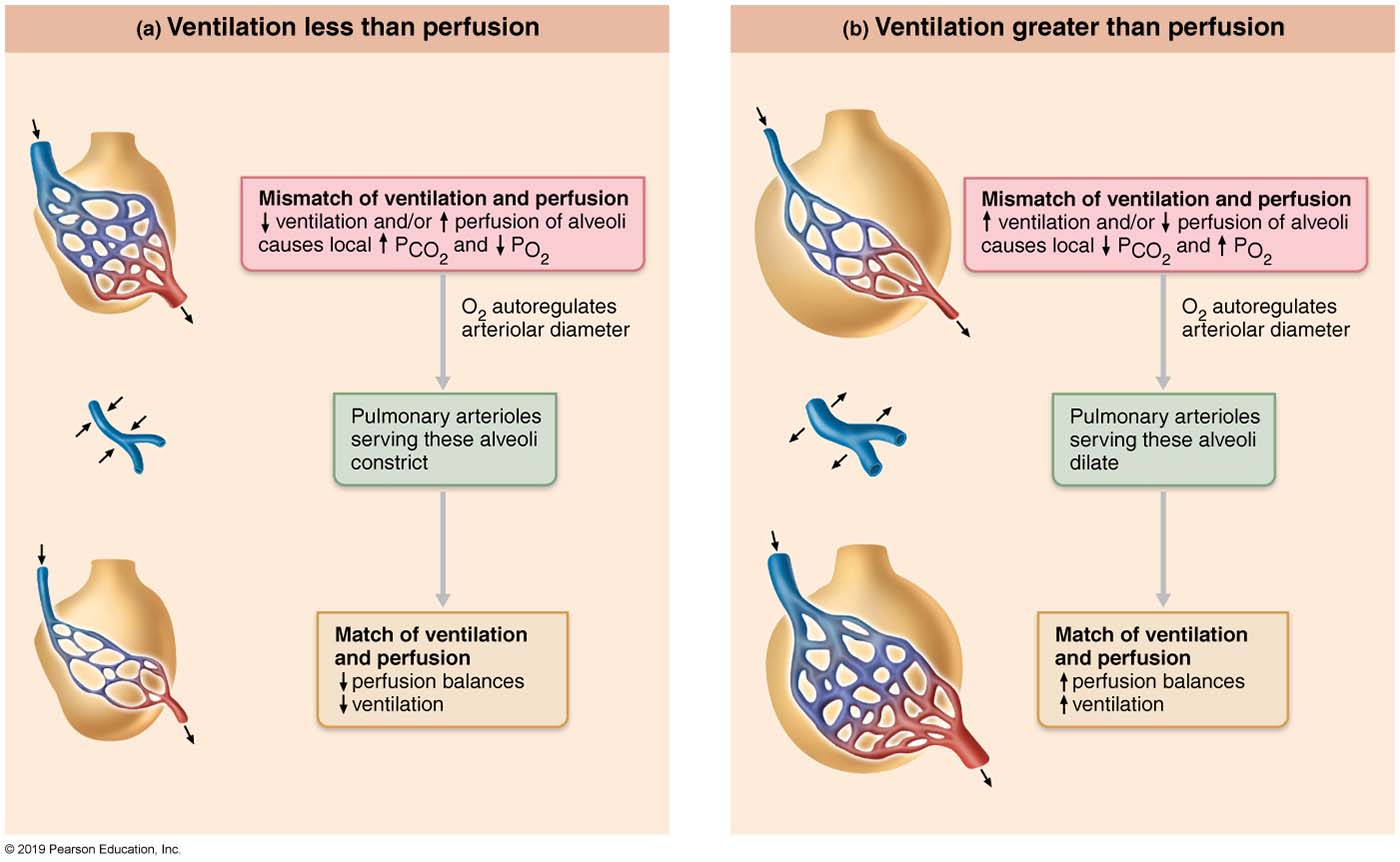 (a) Ventilation less than perfusion
Mismatch of ventilation and perfusion
↓ ventilation and/or ↑ perfusion of alveoli
causes local ↑ PCO2 and ↓ PO2
O2 autoregulates
arteriolar diameter
Pulmonary arterioles
serving these alveoli
constrict
Match of ventilation
and perfusion
↓ perfusion balances
↓ ventilation
(b) Ventilation greater than perfusion
Mismatch of ventilation and perfusion
↑ ventilation and/or ↓ perfusion of alveoli
causes local ↓ PCO2 and ↑ PO2
O2 autoregulates
arteriolar diameter
Pulmonary arterioles
serving these alveoli
dilate
Match of ventilation
and perfusion
↑ perfusion balances
↑ ventilation
© 2019 Pearson Education, Inc.